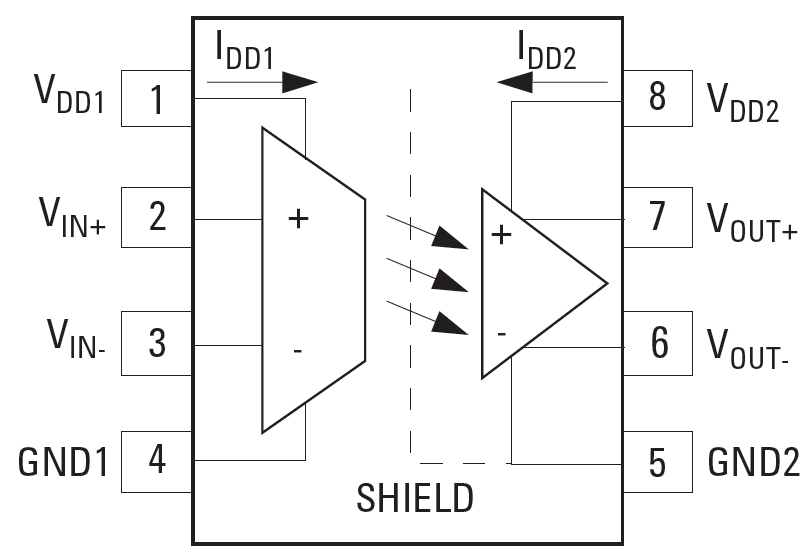 IDD1 IDD2
VDD1 1 8 VDD2
VIN+ 2 + + 7 VOUT+
VIN- 3 - - 6 VOUT-
GND1 4 5 GND2
SHIELD